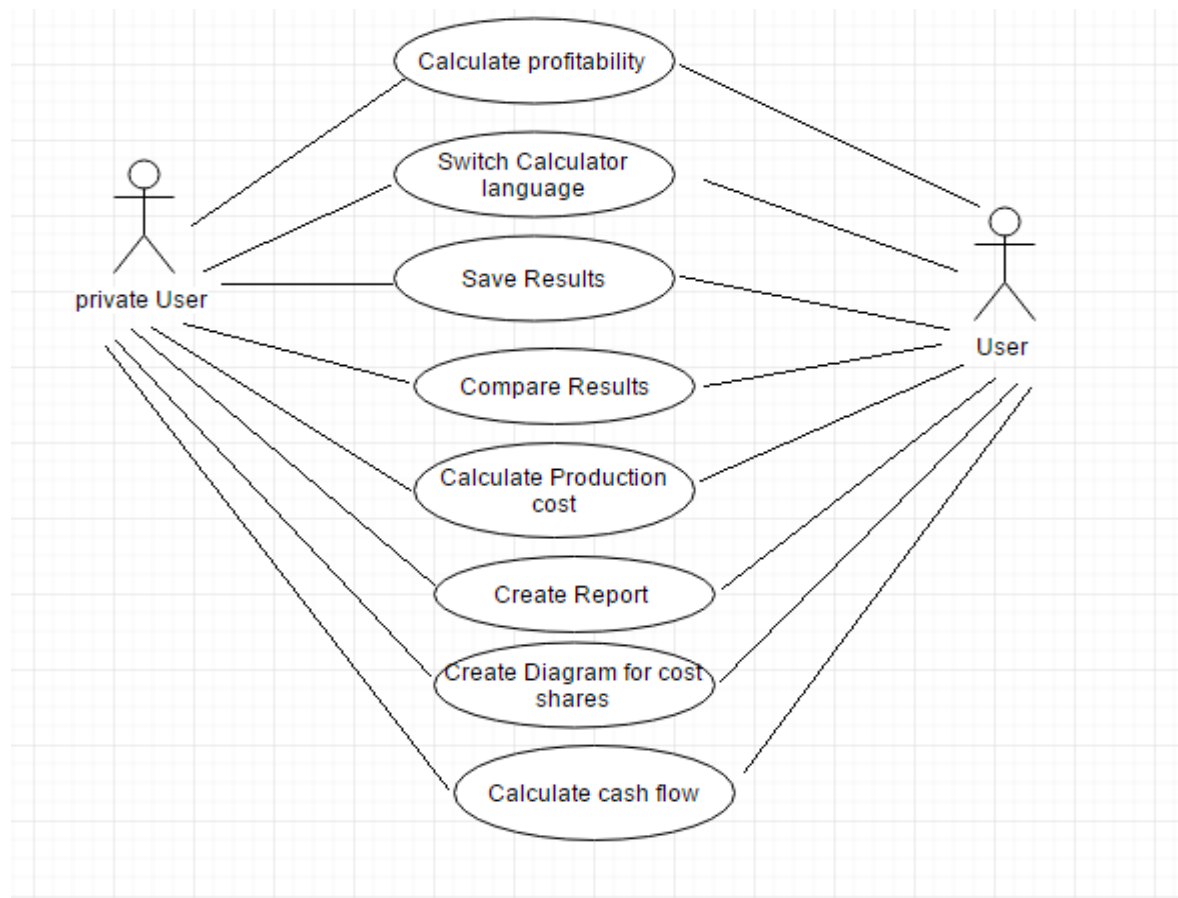 Calculate profitability
Switch Calculator
language
Save Results
private User
User
Compare Results
Calculate Production
cost
Create Report
Create Diagram for cost
shares
Calculate cash flow